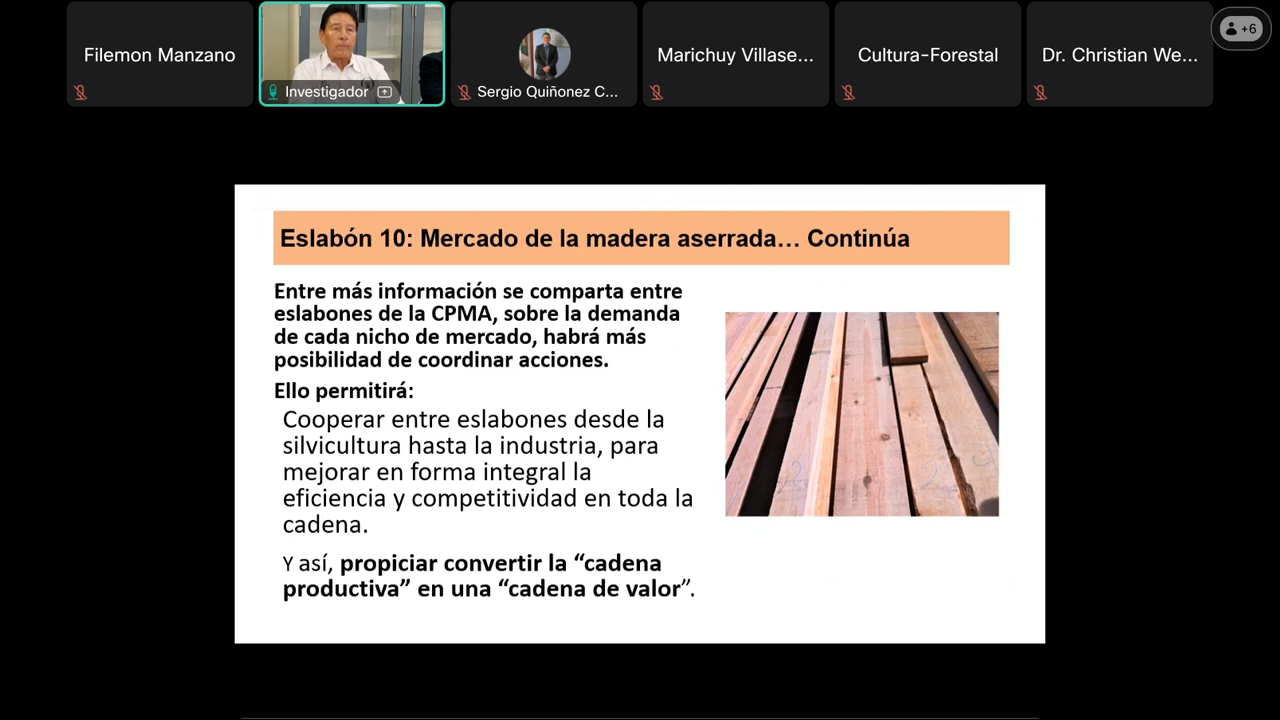 Filemon Manzano
Investigador
Sergio Quiñonez C...
Marichuy Villase...
Cultura-Forestal
Dr. Christian We...
+6
Eslabón 10: Mercado de la madera aserrada… Continúa
Entre más información se comparta entre
eslabones de la CPMA, sobre la demanda
de cada nicho de mercado, habrá más
posibilidad de coordinar acciones.
Ello permitirá:
Cooperar entre eslabones desde la
silvicultura hasta la industria, para
mejorar en forma integral la
eficiencia y competitividad en toda la
cadena.
Y así, propiciar convertir la “cadena
productiva” en una “cadena de valor”.